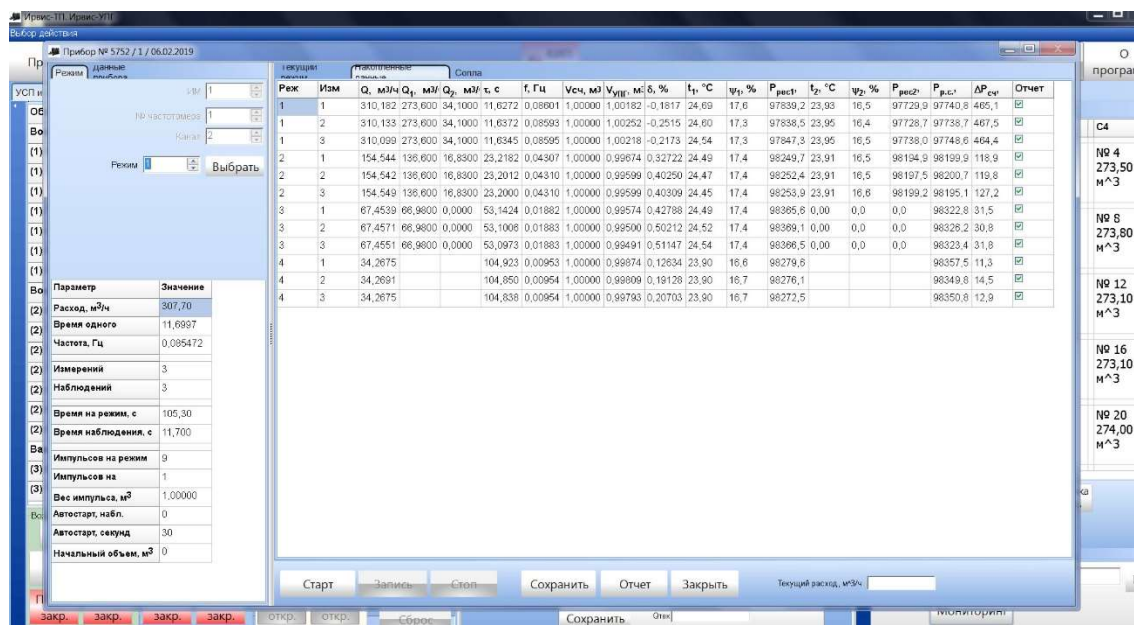 Ирвис-ТП. Ирвис-УПГ
Выбор действия
Прибор № 5752 / 1 / 06.02.2019
Режим Данные прибора
ИМ 1
№ частотомера 1
Канал 2
Режим 1 Выбрать
Параметр Значение
Расход, м3/ч 307,70
Время одного 11,6997
Частота, Гц 0,085472
Измерений 3
Наблюдений 3
Время на режим, с 105,30
Время наблюдения, с 11,700
Импульсов на режим 9
Импульсов на 1
Вес импульса, м3 1,00000
Автостарт, набл. 0
Автостарт, секунд 30
Начальный объем, м3 0
Текущий режим Накопленные данные Сопла
Реж Изм Q, м3/ч Q1, м3/ Q2, м3/ τ, с f, Гц Vсч, м3 VУПГ, м3 δ, % t1, °C ψ1, % Pрес1, t2, °C ψ2, % Pрес2, Pр.с., ΔPсч, Отчет
1 1 310,182 273,600 34,1000 11,6272 0,08601 1,00000 1,00182 -0,1817 24,69 17,6 97839,2 23,93 16,5 97729,9 97740,8 465,1
1 2 310,133 273,600 34,1000 11,6372 0,08593 1,00000 1,00252 -0,2515 24,60 17,3 97838,5 23,95 16,4 97728,7 97738,7 467,5
1 3 310,099 273,600 34,1000 11,6345 0,08595 1,00000 1,00218 -0,2173 24,54 17,3 97847,3 23,95 16,5 97738,0 97748,6 464,4
2 1 154,544 136,600 16,8300 23,2182 0,04307 1,00000 0,99674 0,32722 24,49 17,4 98249,7 23,91 16,5 98194,9 98199,9 118,9
2 2 154,542 136,600 16,8300 23,2012 0,04310 1,00000 0,99599 0,40250 24,47 17,4 98252,4 23,91 16,5 98197,5 98200,7 119,8
2 3 154,549 136,600 16,8300 23,2000 0,04310 1,00000 0,99599 0,40309 24,45 17,4 98253,9 23,91 16,6 98199,2 98195,1 127,2
3 1 67,4539 66,9800 0,0000 53,1424 0,01882 1,00000 0,99574 0,42788 24,49 17,4 98365,6 0,00 0,0 0,0 98322,8 31,5
3 2 67,4571 66,9800 0,0000 53,1006 0,01883 1,00000 0,99500 0,50212 24,52 17,4 98369,1 0,00 0,0 0,0 98326,2 30,8
3 3 67,4551 66,9800 0,0000 53,0973 0,01883 1,00000 0,99491 0,51147 24,54 17,4 98366,5 0,00 0,0 0,0 98323,4 31,8
4 1 34,2675 104,923 0,00953 1,00000 0,99874 0,12634 23,90 16,6 98279,6 98357,5 11,3
4 2 34,2691 104,850 0,00954 1,00000 0,99809 0,19128 23,90 16,7 98276,1 98349,8 14,5
4 3 34,2675 104,838 0,00954 1,00000 0,99793 0,20703 23,90 16,7 98272,5 98350,8 12,9
Старт Запись Стоп Сохранить Отчет Закрыть Текущий расход, м^3/ч
О
програм
C4
№ 4
273,50
м^3
№ 8
273,80
м^3
№ 12
273,10
м^3
№ 16
273,10
м^3
№ 20
274,00
м^3
закр. закр. закр. закр. откр. откр. Сброс Сохранить Мониторинг